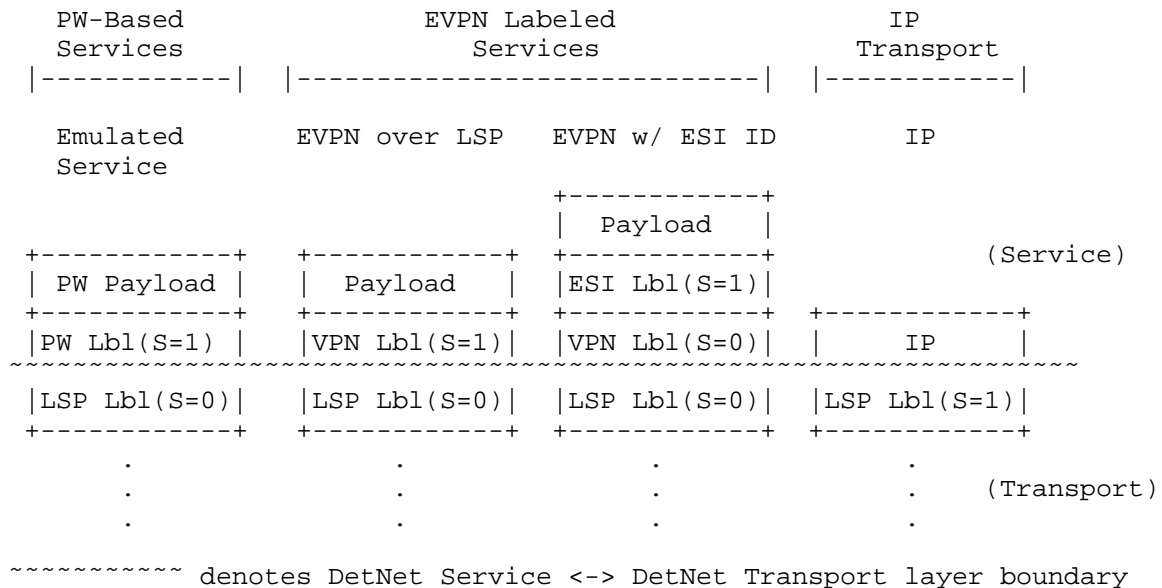 PW-Based              EVPN Labeled                 IP
   Services                Services               Transport
 |------------|  |-----------------------------|  |------------|

   Emulated       EVPN over LSP   EVPN w/ ESI ID        IP
   Service
                                  +------------+
                                  |  Payload   |
 +------------+   +------------+  +------------+             (Service)
 | PW Payload |   |  Payload   |  |ESI Lbl(S=1)|
 +------------+   +------------+  +------------+  +------------+
 |PW Lbl(S=1) |   |VPN Lbl(S=1)|  |VPN Lbl(S=0)|  |     IP     |
~~~~~~~~~~~~~~~~~~~~~~~~~~~~~~~~~~~~~~~~~~~~~~~~~~~~~~~~~~~~~~~~~~~
 |LSP Lbl(S=0)|   |LSP Lbl(S=0)|  |LSP Lbl(S=0)|  |LSP Lbl(S=1)|
 +------------+   +------------+  +------------+  +------------+
       .                .               .               .
       .                .               .               .    (Transport)
       .                .               .               .

~~~~~~~~~~~ denotes DetNet Service <-> DetNet Transport layer boundary